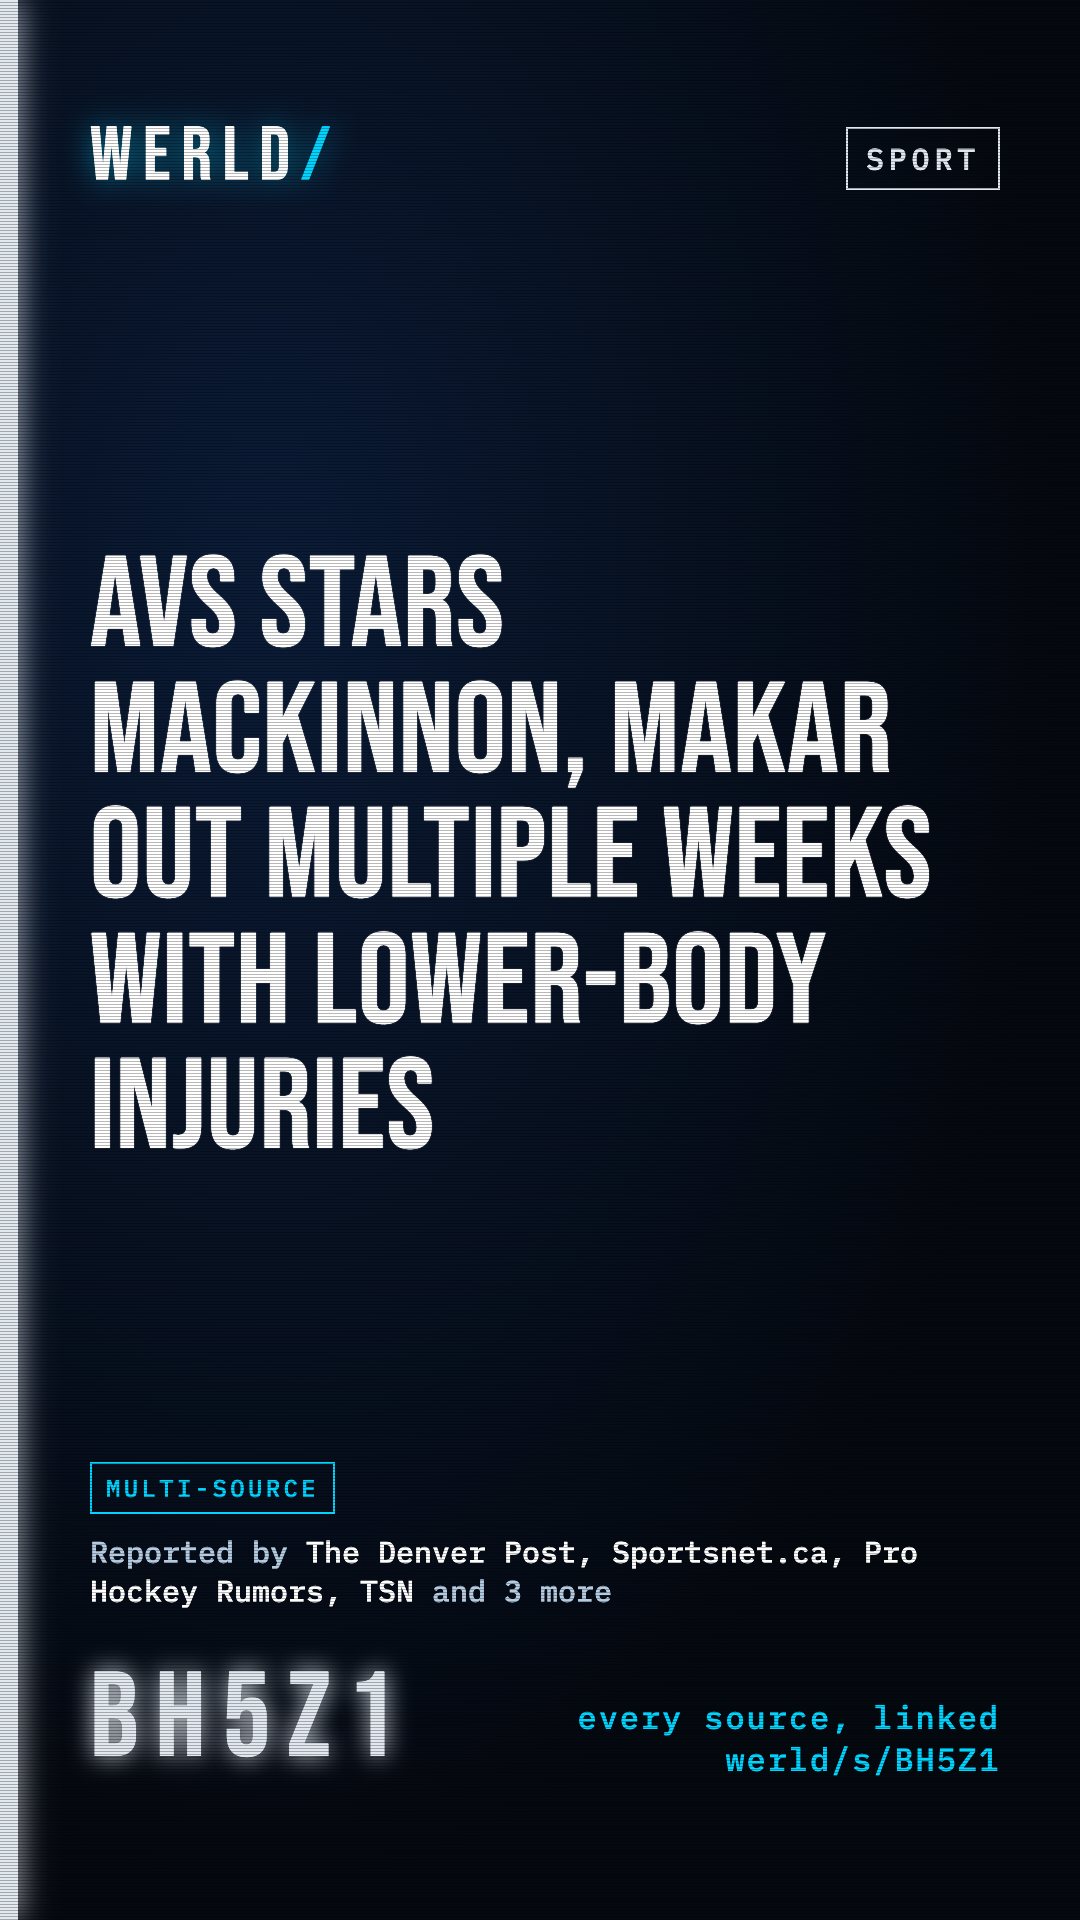 WERLD/
SPORT
AVS STARS
MACKINNON, MAKAR
OUT MULTIPLE WEEKS
WITH LOWER-BODY
INJURIES
MULTI-SOURCE
Reported by The Denver Post, Sportsnet.ca, Pro
Hockey Rumors, TSN and 3 more
BH5Z1
every source, linked
werld/s/BH5Z1